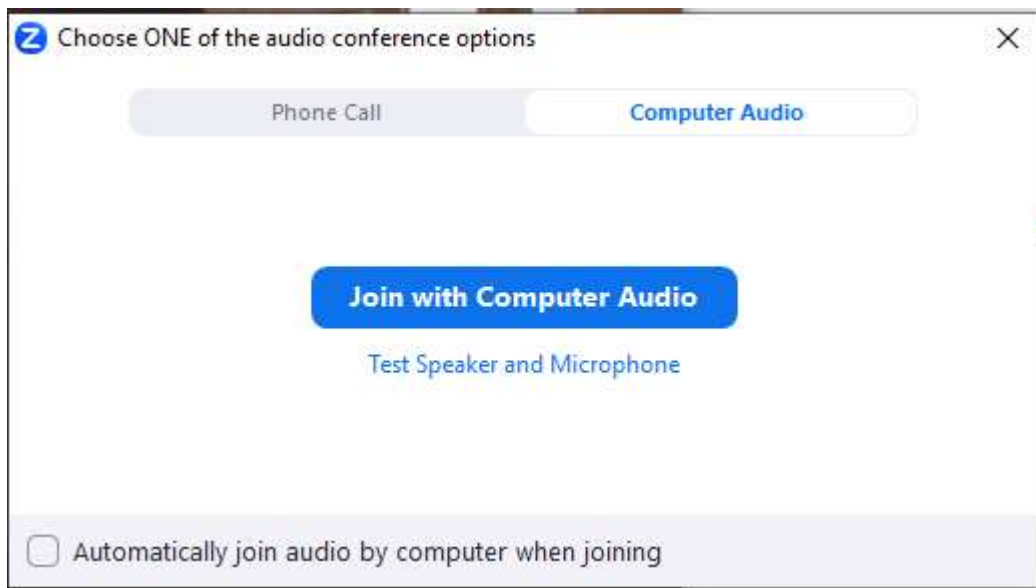 Choose ONE of the audio conference options
Phone Call Computer Audio
Join with Computer Audio
Test Speaker and Microphone
Automatically join audio by computer when joining